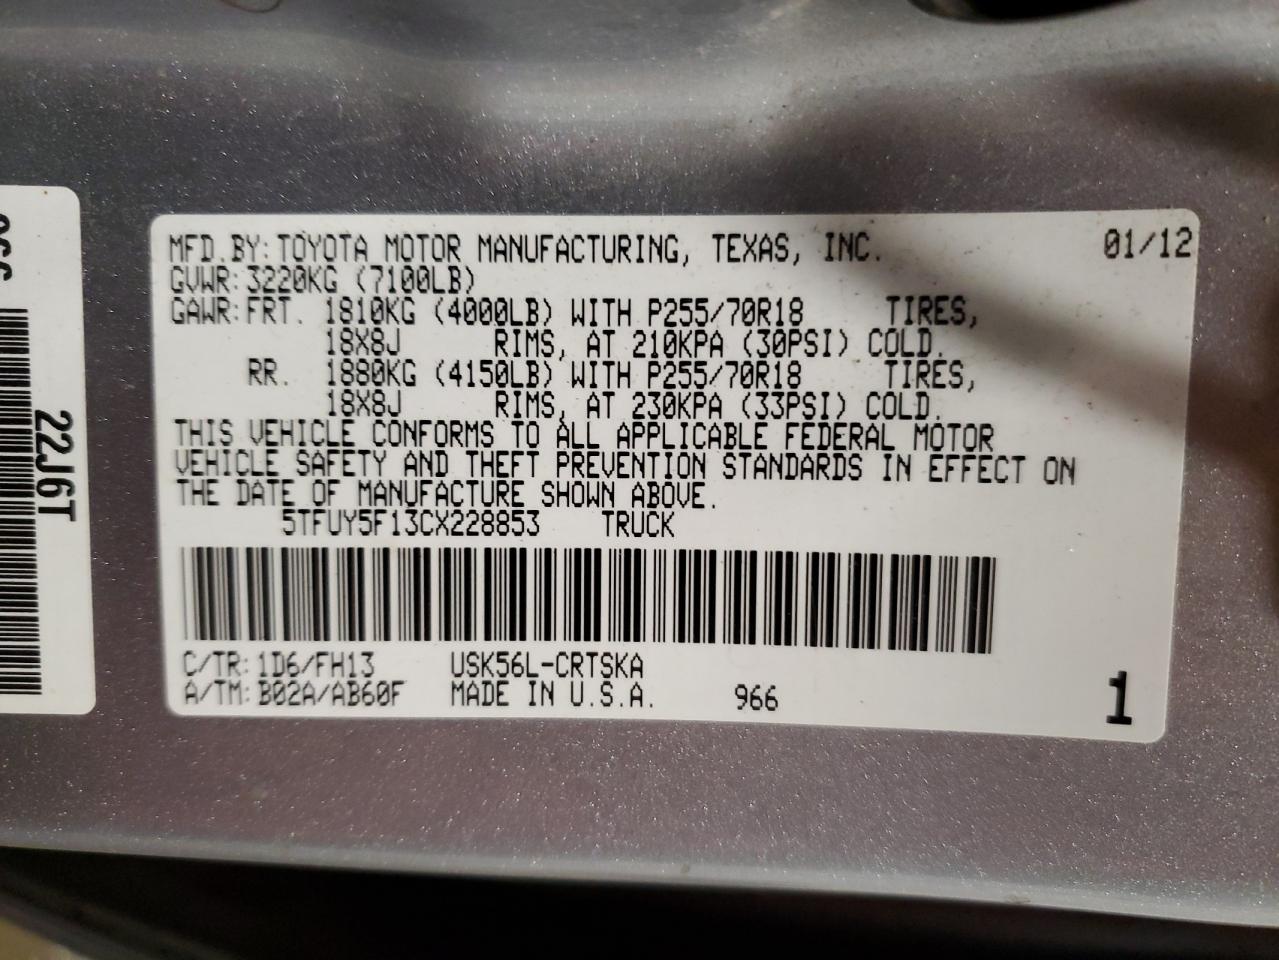 MFD.BY: TOYOTA MOTOR MANUFACTURING, TEXAS, INC. 01/12
GVWR: 3220KG (7100LB)
GAWR: FRT. 1810KG (4000LB) WITH P255/70R18 TIRES,
18X8J RIMS, AT 210KPA (30PSI) COLD.
RR. 1880KG (4150LB) WITH P255/70R18 TIRES,
18X8J RIMS, AT 230KPA (33PSI) COLD.
THIS VEHICLE CONFORMS TO ALL APPLICABLE FEDERAL MOTOR
VEHICLE SAFETY AND THEFT PREVENTION STANDARDS IN EFFECT ON
THE DATE OF MANUFACTURE SHOWN ABOVE.
5TFUY5F13CX228853 TRUCK
C/TR: 1D6/FH13 USK56L-CRTSKA
A/TM: B02A/AB60F MADE IN U.S.A. 966
1
22J6T